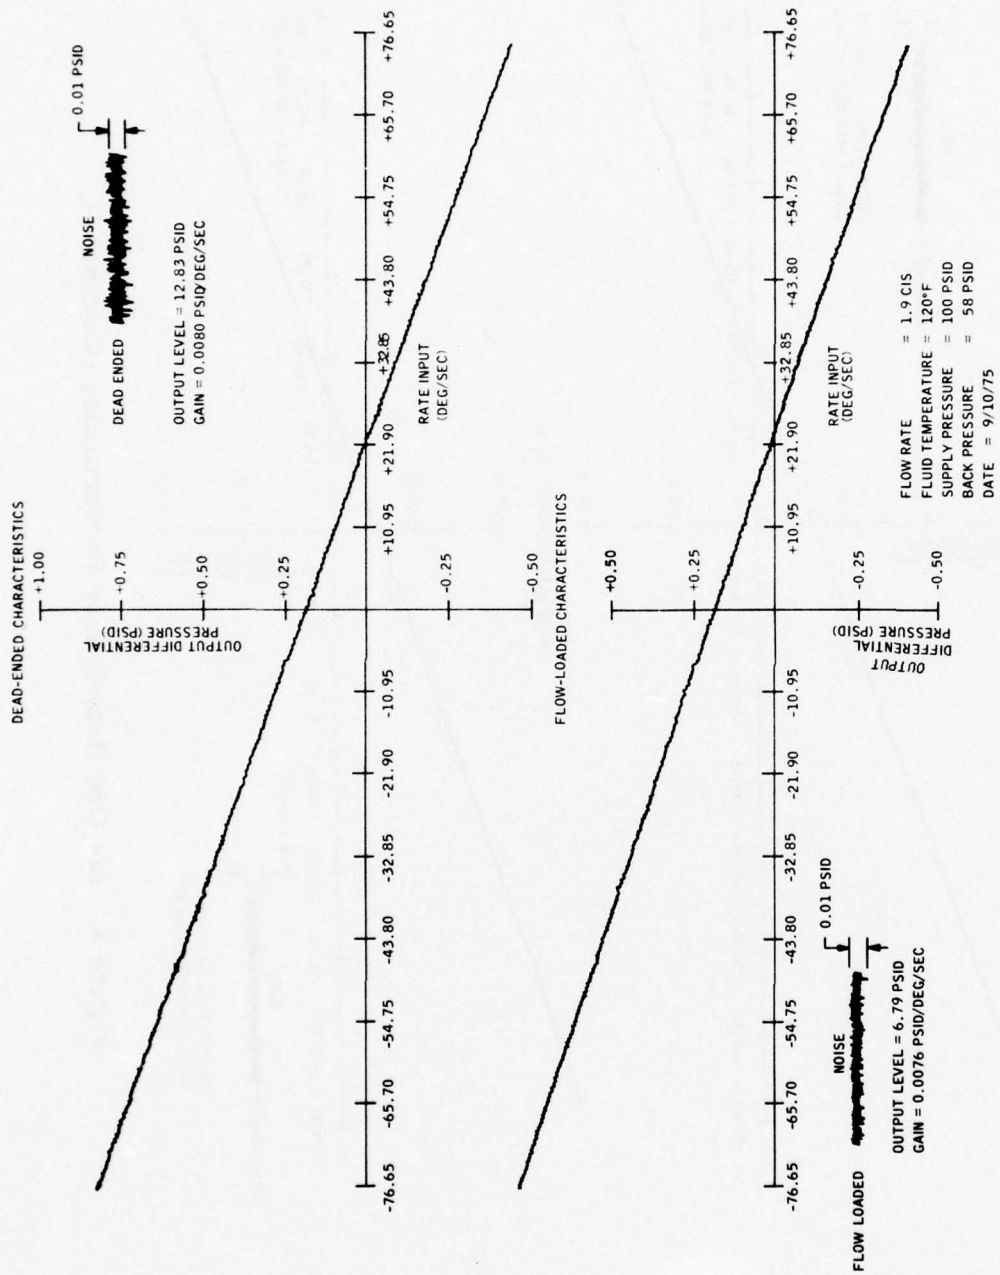 DEAD-ENDED CHARACTERISTICS
+1.00
+0.75
+0.50
+0.25
-0.25
-0.50
OUTPUT DIFFERENTIAL
PRESSURE (PSID)
-76.65
-65.70
-54.75
-43.80
-32.85
-21.90
-10.95
+10.95
+21.90
+32.85
+43.80
+54.75
+65.70
+76.65
RATE INPUT
(DEG/SEC)
NOISE
0.01 PSID
DEAD ENDED
OUTPUT LEVEL = 12.83 PSID
GAIN = 0.0080 PSID/DEG/SEC
FLOW-LOADED CHARACTERISTICS
+0.50
+0.25
-0.25
-0.50
OUTPUT
DIFFERENTIAL
PRESSURE (PSID)
-76.65
-65.70
-54.75
-43.80
-32.85
-21.90
-10.95
+10.95
+21.90
+32.85
+43.80
+54.75
+65.70
+76.65
RATE INPUT
(DEG/SEC)
NOISE
0.01 PSID
FLOW LOADED
OUTPUT LEVEL = 6.79 PSID
GAIN = 0.0076 PSID/DEG/SEC
FLOW RATE = 1.9 CIS
FLUID TEMPERATURE = 120°F
SUPPLY PRESSURE = 100 PSID
BACK PRESSURE = 58 PSID
DATE = 9/10/75